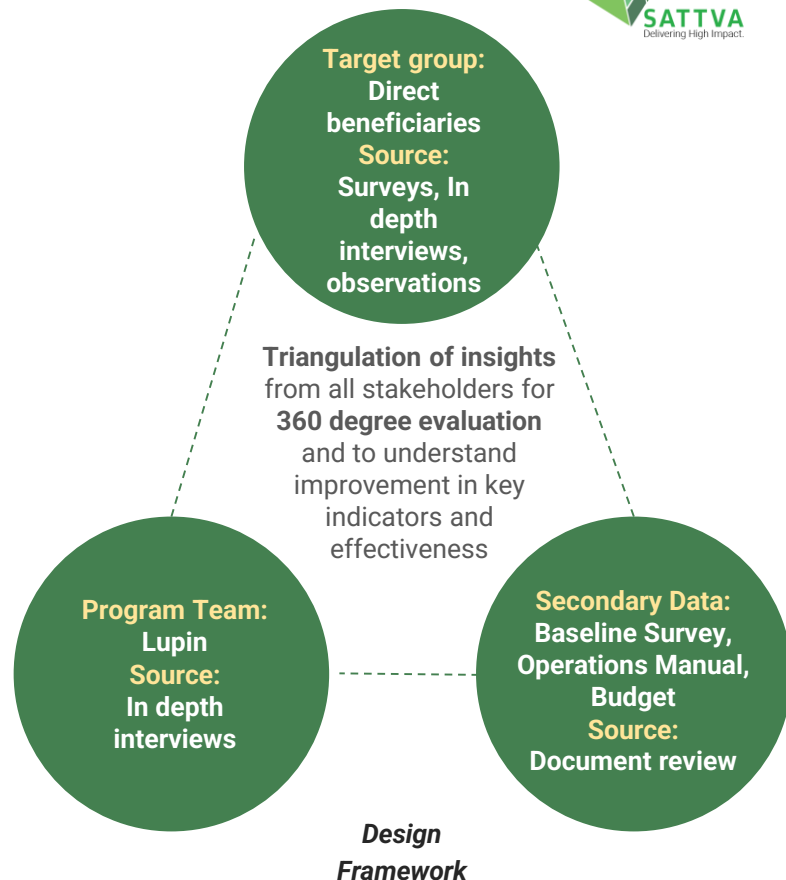 SATTVA
Delivering High Impact.
Target group:
Direct
beneficiaries
Source:
Surveys, In
depth
interviews,
observations
Triangulation of insights
from all stakeholders for
360 degree evaluation
and to understand
improvement in key
indicators and
effectiveness
Program Team:
Lupin
Source:
In depth
interviews
Secondary Data:
Baseline Survey,
Operations Manual,
Budget
Source:
Document review
Design
Framework